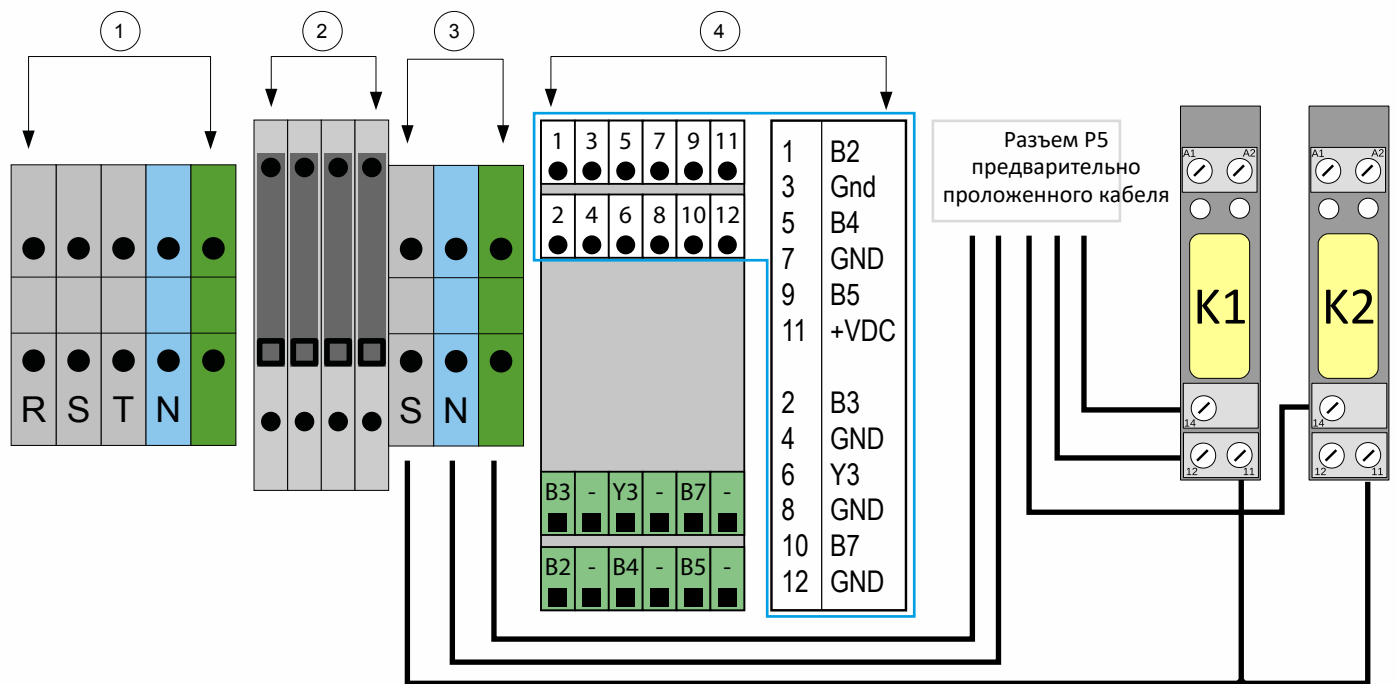 1
2
3
4
R S T N
S N
1 3 5 7 9 11
2 4 6 8 10 12
B3 - Y3 - B7 -
B2 - B4 - B5 -
1 B2
3 Gnd
5 B4
7 GND
9 B5
11 +VDC
2 B3
4 GND
6 Y3
8 GND
10 B7
12 GND
Разъем P5
предварительно
проложенного кабеля
A1 A2
K1
14
12 11
A1 A2
K2
14
12 11